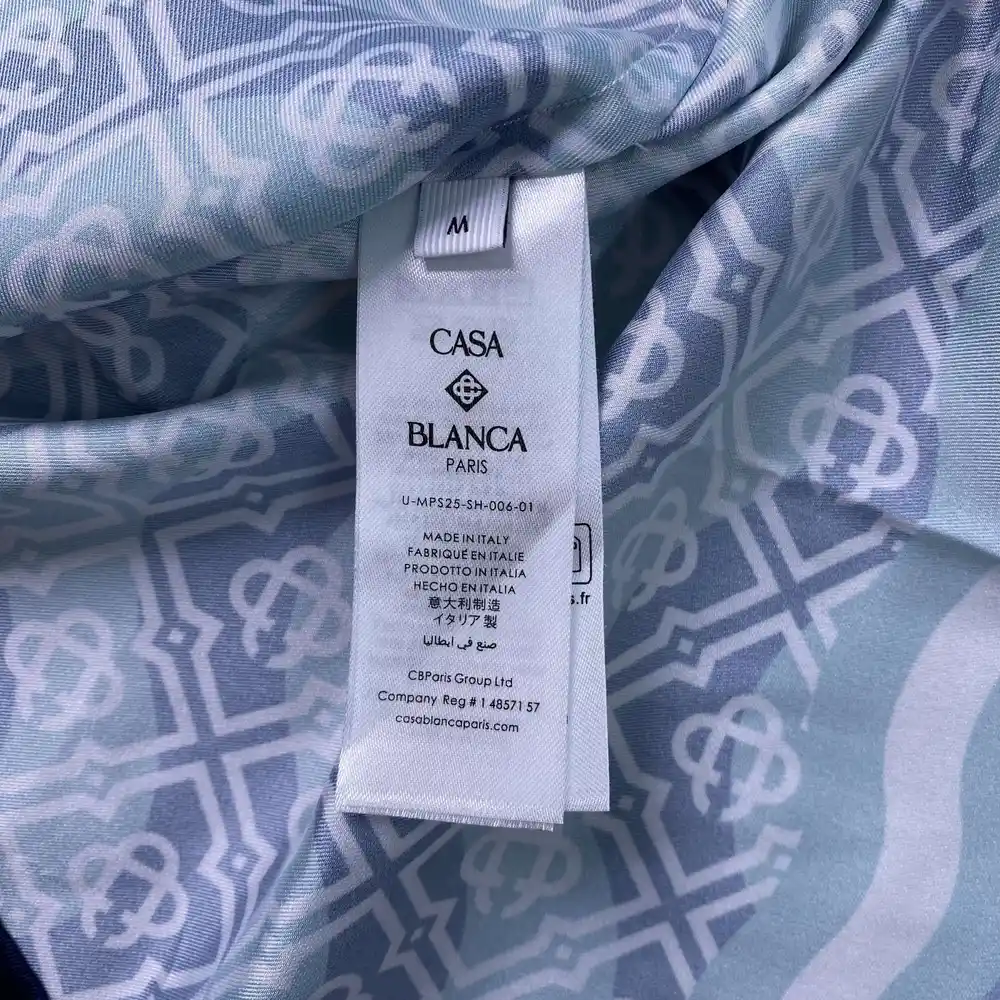 M
CASA
BLANCA
PARIS
U-MPS25-SH-006-01
MADE IN ITALY
FABRIQUÉ EN ITALIE
PRODOTTO IN ITALIA
HECHO EN ITALIA
意大利制造
イタリア製
صنع في ايطاليا
CBParis Group Ltd
Company Reg # 1 4857157
casablancaparis.com
s.fr